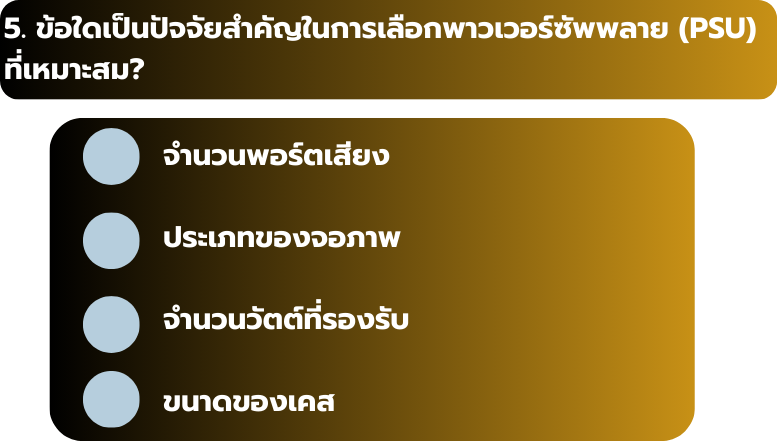 5. ข้อใดเป็นปัจจัยสำคัญในการเลือกพาวเวอร์ซัพพลาย (PSU)
ที่เหมาะสม?
จำนวนพอร์ตเสียง
ประเภทของจอภาพ
จำนวนวัตต์ที่รองรับ
ขนาดของเคส